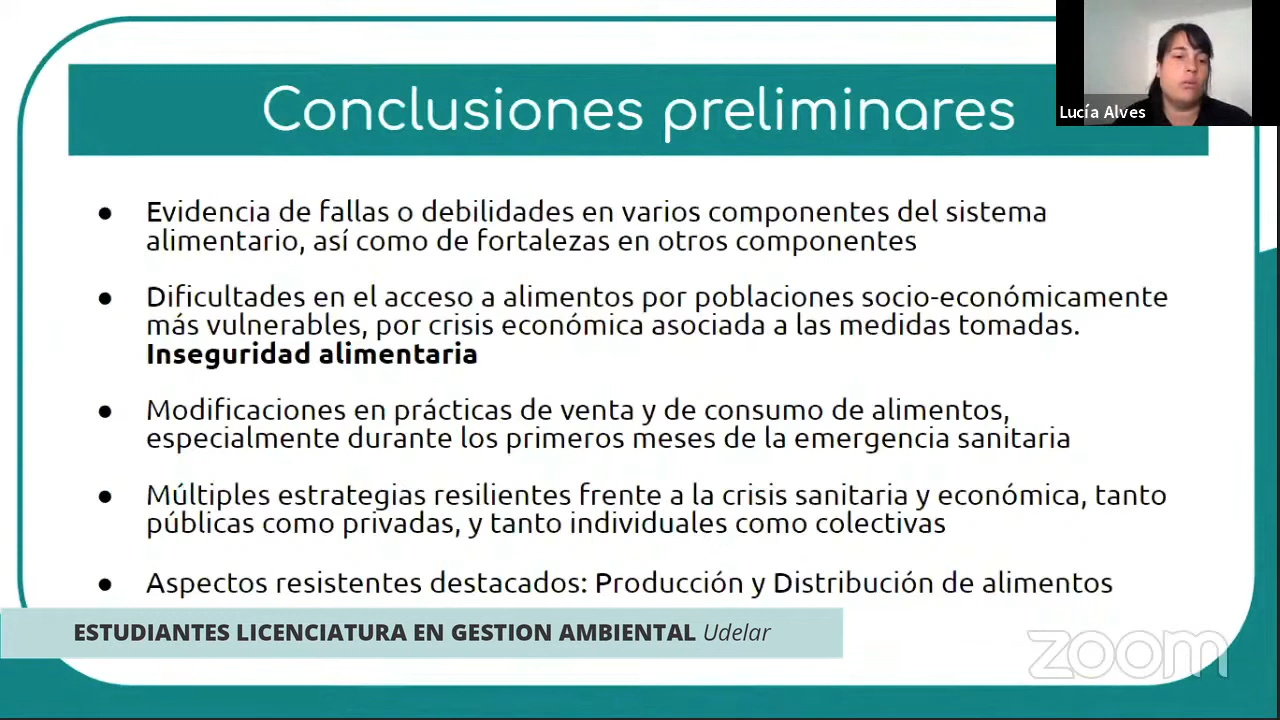 Conclusiones preliminares
Lucía Alves
● Evidencia de fallas o debilidades en varios componentes del sistema
alimentario, así como de fortalezas en otros componentes
● Dificultades en el acceso a alimentos por poblaciones socio-económicamente
más vulnerables, por crisis económica asociada a las medidas tomadas.
Inseguridad alimentaria
● Modificaciones en prácticas de venta y de consumo de alimentos,
especialmente durante los primeros meses de la emergencia sanitaria
● Múltiples estrategias resilientes frente a la crisis sanitaria y económica, tanto
públicas como privadas, y tanto individuales como colectivas
● Aspectos resistentes destacados: Producción y Distribución de alimentos
ESTUDIANTES LICENCIATURA EN GESTION AMBIENTAL Udelar
zoom